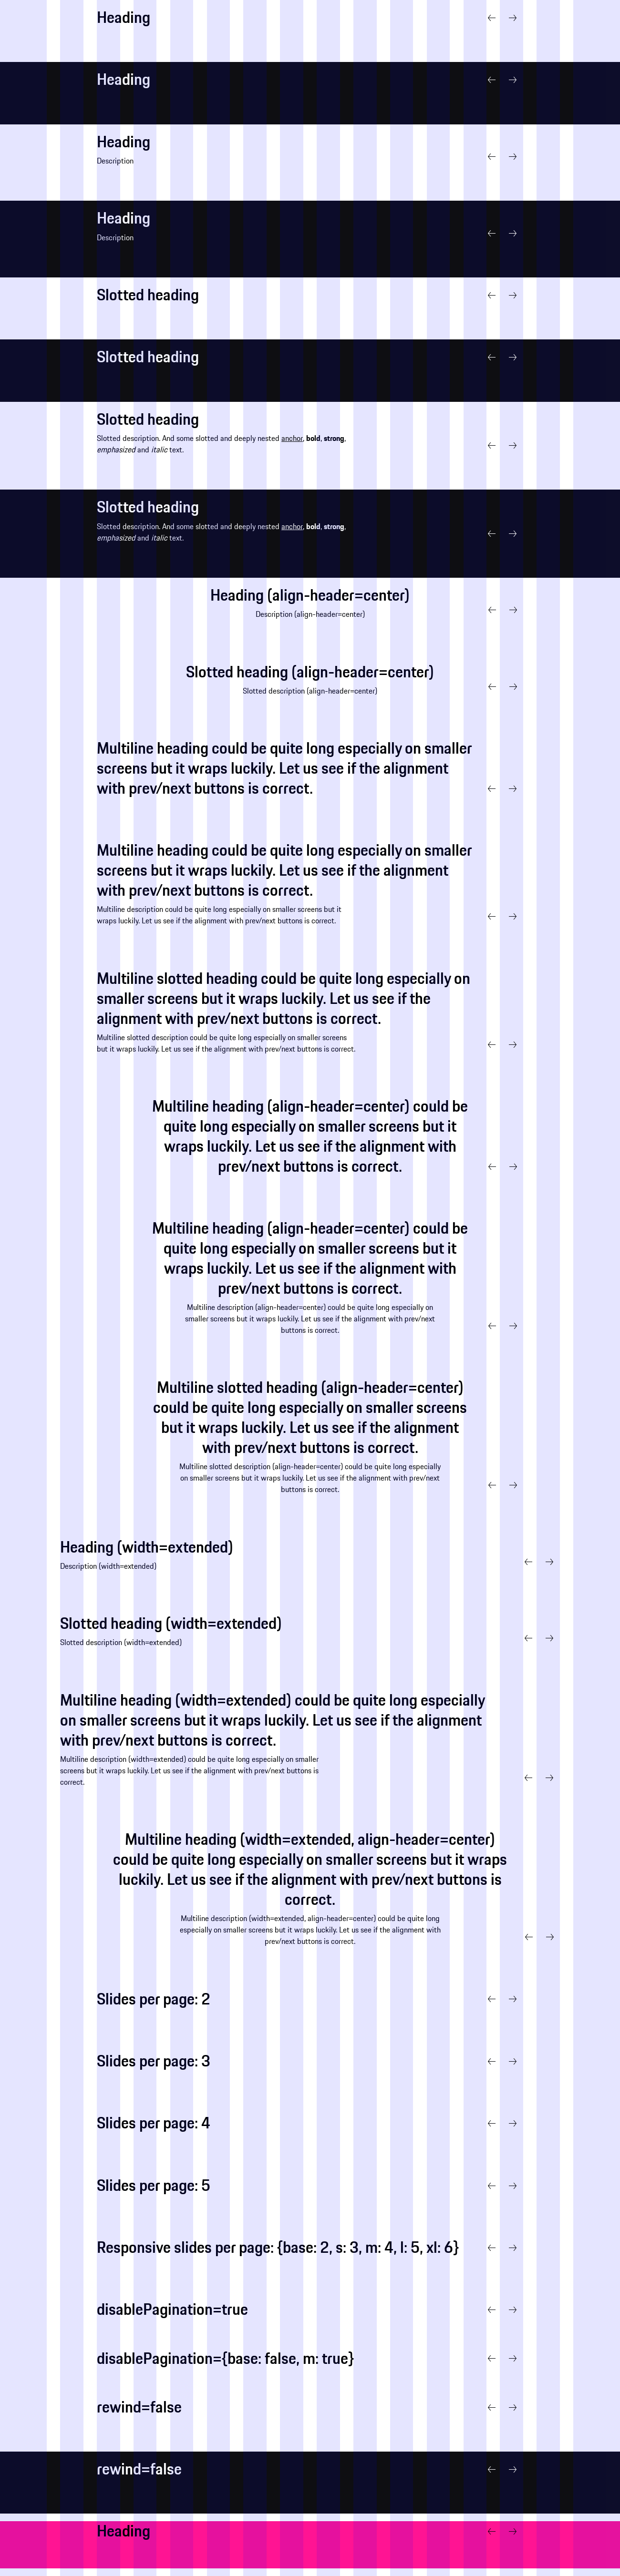 Heading
Heading
Heading
Description
Heading
Description
Slotted heading
Slotted heading
Slotted heading
Slotted description. And some slotted and deeply nested anchor, bold, strong,
emphasized and italic text.
Slotted heading
Slotted description. And some slotted and deeply nested anchor, bold, strong,
emphasized and italic text.
Heading (align-header=center)
Description (align-header=center)
Slotted heading (align-header=center)
Slotted description (align-header=center)
Multiline heading could be quite long especially on smaller
screens but it wraps luckily. Let us see if the alignment
with prev/next buttons is correct.
Multiline heading could be quite long especially on smaller
screens but it wraps luckily. Let us see if the alignment
with prev/next buttons is correct.
Multiline description could be quite long especially on smaller screens but it
wraps luckily. Let us see if the alignment with prev/next buttons is correct.
Multiline slotted heading could be quite long especially on
smaller screens but it wraps luckily. Let us see if the
alignment with prev/next buttons is correct.
Multiline slotted description could be quite long especially on smaller screens
but it wraps luckily. Let us see if the alignment with prev/next buttons is correct.
Multiline heading (align-header=center) could be
quite long especially on smaller screens but it
wraps luckily. Let us see if the alignment with
prev/next buttons is correct.
Multiline heading (align-header=center) could be
quite long especially on smaller screens but it
wraps luckily. Let us see if the alignment with
prev/next buttons is correct.
Multiline description (align-header=center) could be quite long especially on
smaller screens but it wraps luckily. Let us see if the alignment with prev/next
buttons is correct.
Multiline slotted heading (align-header=center)
could be quite long especially on smaller screens
but it wraps luckily. Let us see if the alignment
with prev/next buttons is correct.
Multiline slotted description (align-header=center) could be quite long especially
on smaller screens but it wraps luckily. Let us see if the alignment with prev/next
buttons is correct.
Heading (width=extended)
Description (width=extended)
Slotted heading (width=extended)
Slotted description (width=extended)
Multiline heading (width=extended) could be quite long especially
on smaller screens but it wraps luckily. Let us see if the alignment
with prev/next buttons is correct.
Multiline description (width=extended) could be quite long especially on smaller
screens but it wraps luckily. Let us see if the alignment with prev/next buttons is
correct.
Multiline heading (width=extended, align-header=center)
could be quite long especially on smaller screens but it wraps
luckily. Let us see if the alignment with prev/next buttons is
correct.
Multiline description (width=extended, align-header=center) could be quite long
especially on smaller screens but it wraps luckily. Let us see if the alignment with
prev/next buttons is correct.
Slides per page: 2
Slides per page: 3
Slides per page: 4
Slides per page: 5
Responsive slides per page: {base: 2, s: 3, m: 4, l: 5, xl: 6}
disablePagination=true
disablePagination={base: false, m: true}
rewind=false
rewind=false
Heading